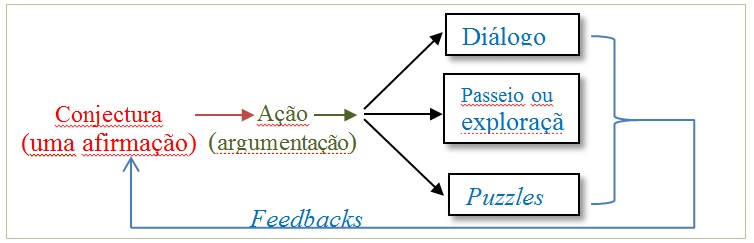 Conjectura
(uma afirmação)
Ação
(argumentação)
Diálogo
Passeio ou
exploraçã
Puzzles
Feedbacks